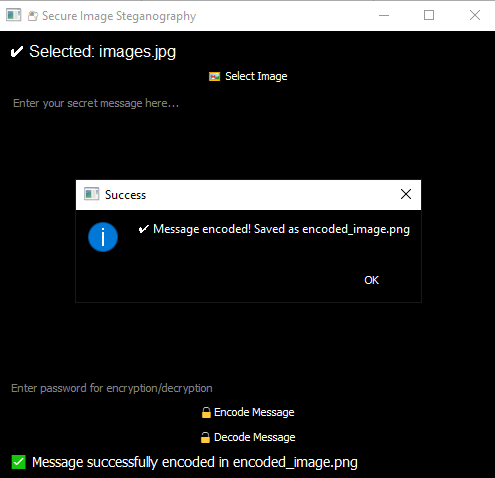 Secure Image Steganography
✔ Selected: images.jpg
Select Image
Enter your secret message here...
Success
✔ Message encoded! Saved as encoded_image.png
OK
Enter password for encryption/decryption
Encode Message
Decode Message
✅ Message successfully encoded in encoded_image.png